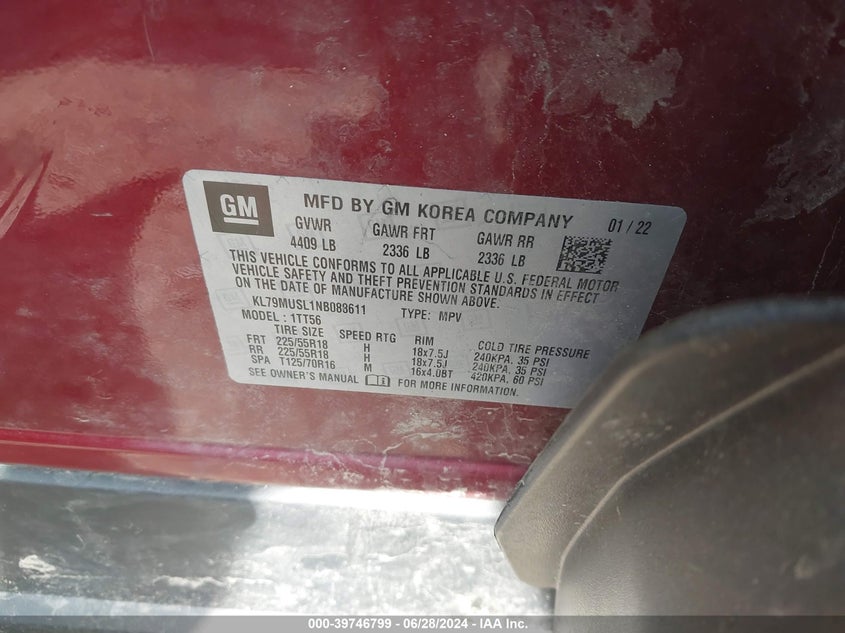 GM
MFD BY GM KOREA COMPANY 01 / 22
GVWR GAWR FRT GAWR RR
4409 LB 2336 LB 2336 LB
THIS VEHICLE CONFORMS TO ALL APPLICABLE U.S. FEDERAL MOTOR
VEHICLE SAFETY AND THEFT PREVENTION STANDARDS IN EFFECT
ON THE DATE OF MANUFACTURE SHOWN ABOVE.
KL79MUSL1NB088611 TYPE: MPV
MODEL: 1TT56
TIRE SIZE SPEED RTG RIM COLD TIRE PRESSURE
FRT 225/55R18 H 18x7.5J 240KPA. 35 PSI
RR 225/55R18 H 18x7.5J 240KPA. 35 PSI
SPA T125/70R16 M 16x4.0BT 420KPA. 60 PSI
SEE OWNER'S MANUAL FOR MORE INFORMATION.
000-39746799 - 06/28/2024 - IAA Inc.